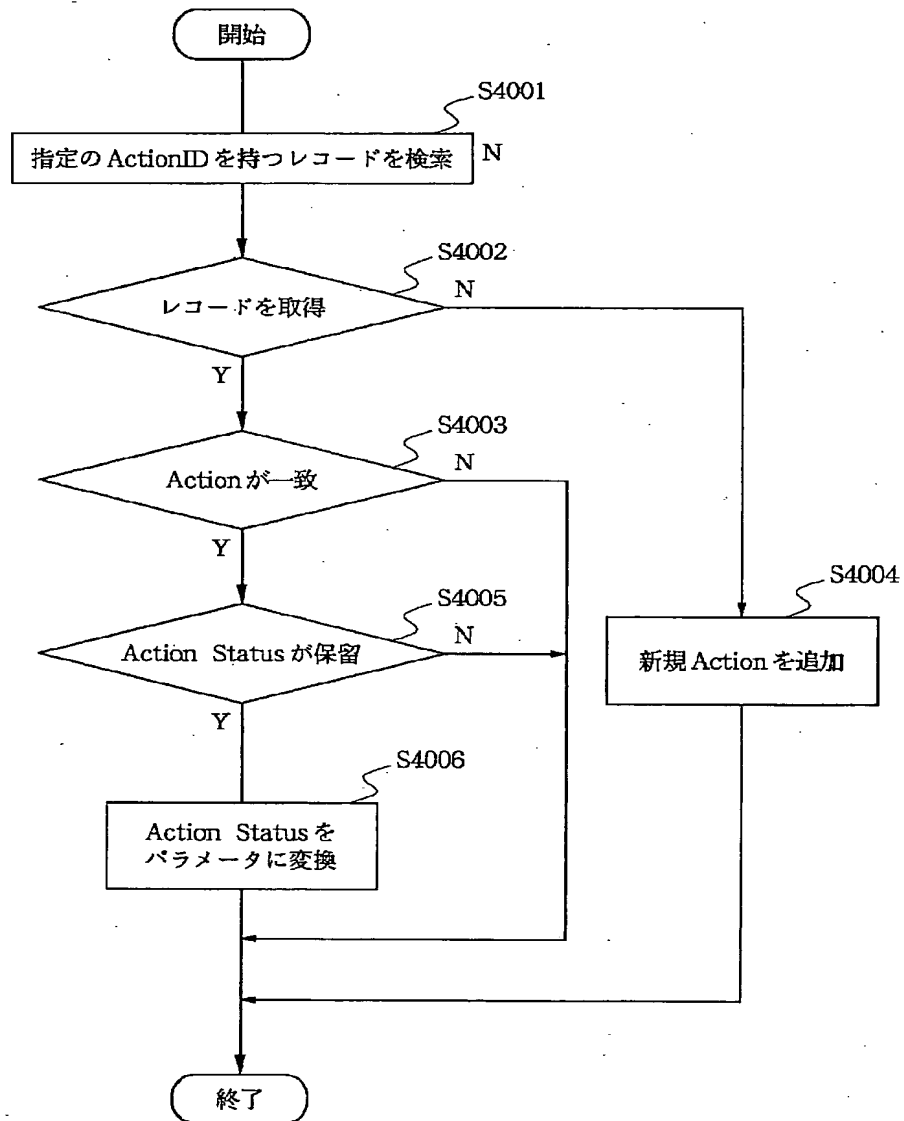 開始
S4001
指定のActionIDを持つレコードを検索 N
S4002
レコードを取得
N
Y
S4003
Actionが一致
N
Y
S4004
新規Actionを追加
S4005
Action Statusが保留
N
Y
S4006
Action Statusを
パラメータに変換
終了